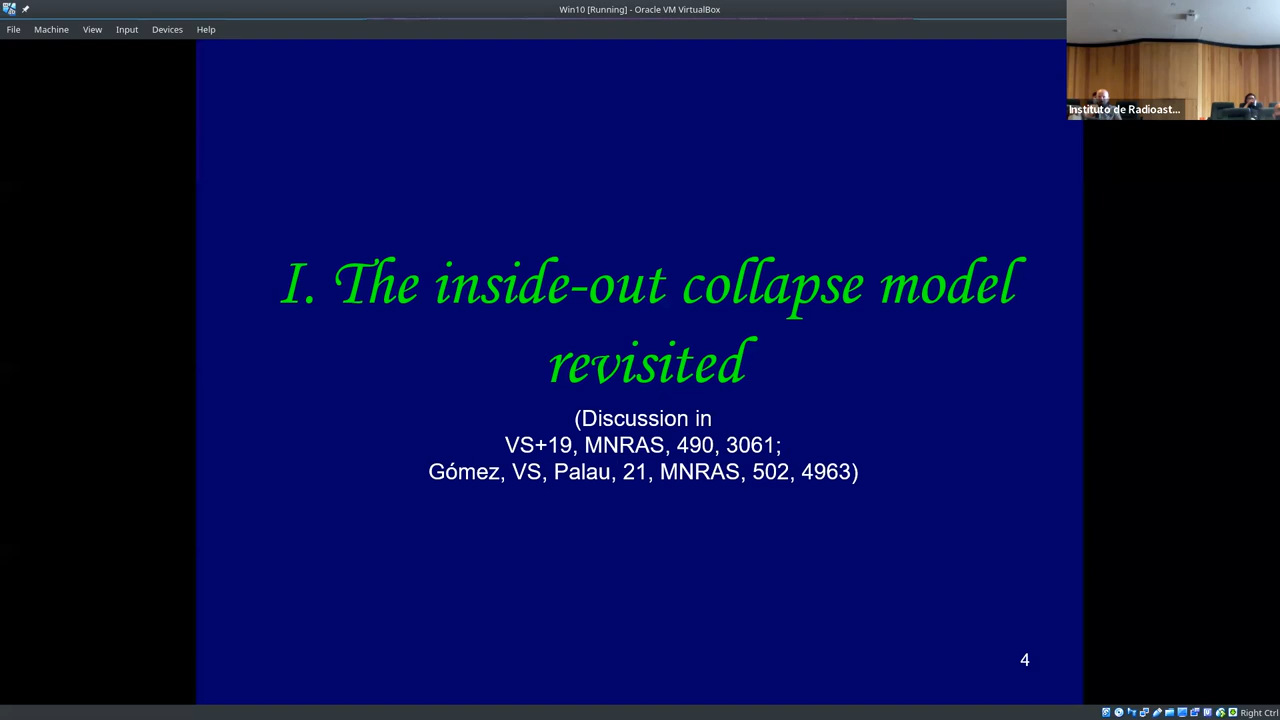 Win10 [Running] - Oracle VM VirtualBox
File Machine View Input Devices Help
Instituto de Radioast...
I. The inside-out collapse model
revisited
(Discussion in
VS+19, MNRAS, 490, 3061;
Gómez, VS, Palau, 21, MNRAS, 502, 4963)
4
Right Ctrl